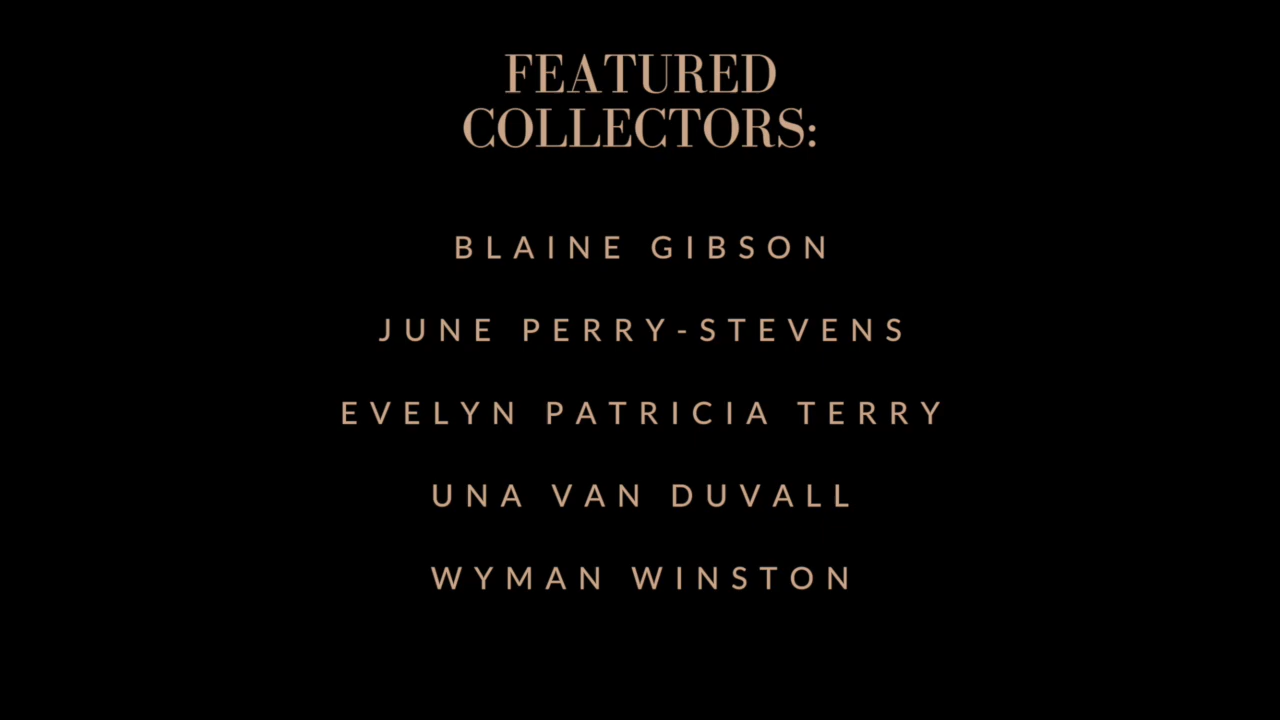 FEATURED
COLLECTORS:
BLAINE GIBSON
JUNE PERRY-STEVENS
EVELYN PATRICIA TERRY
UNA VAN DUVALL
WYMAN WINSTON